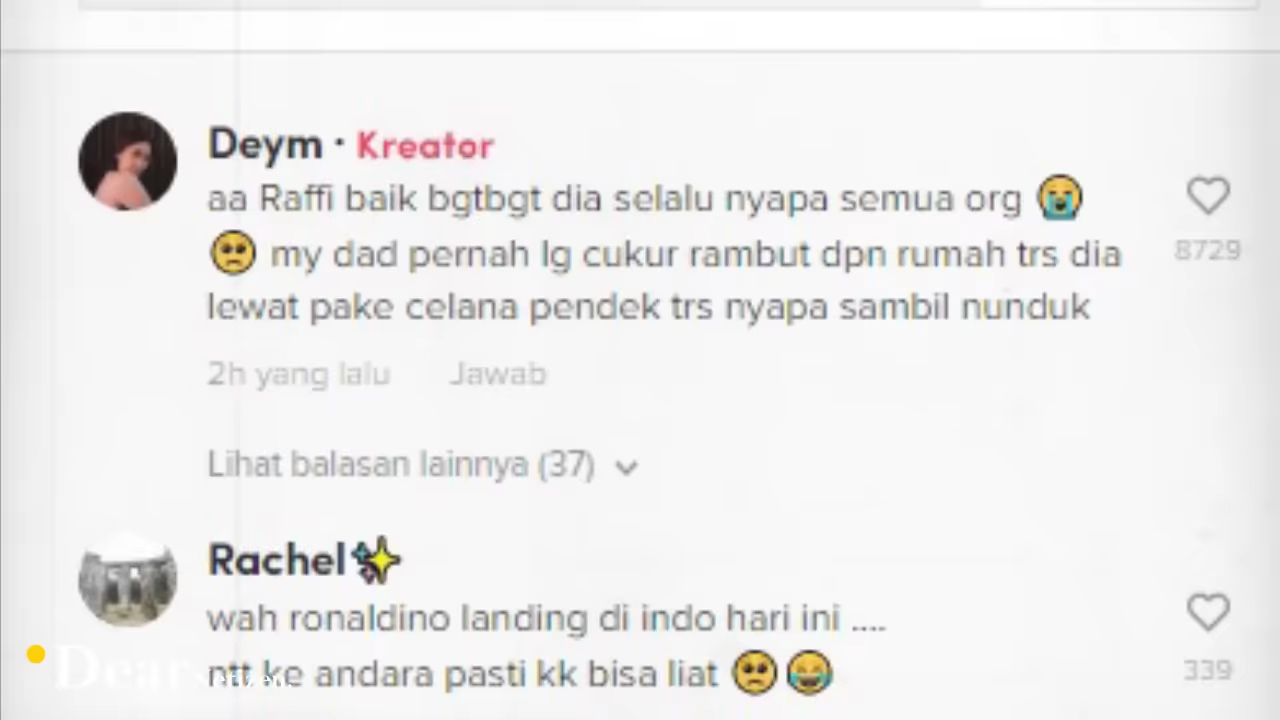 Deym · Kreator
aa Raffi baik bgtbgt dia selalu nyapa semua org 😭
🥺 my dad pernah lg cukur rambut dpn rumah trs dia
lewat pake celana pendek trs nyapa sambil nunduk
8729
2h yang lalu Jawab
Lihat balasan lainnya (37)
Rachel✨
wah ronaldino landing di indo hari ini ....
ntt ke andara pasti kk bisa liat 🥺😂
339
Dear netizen.